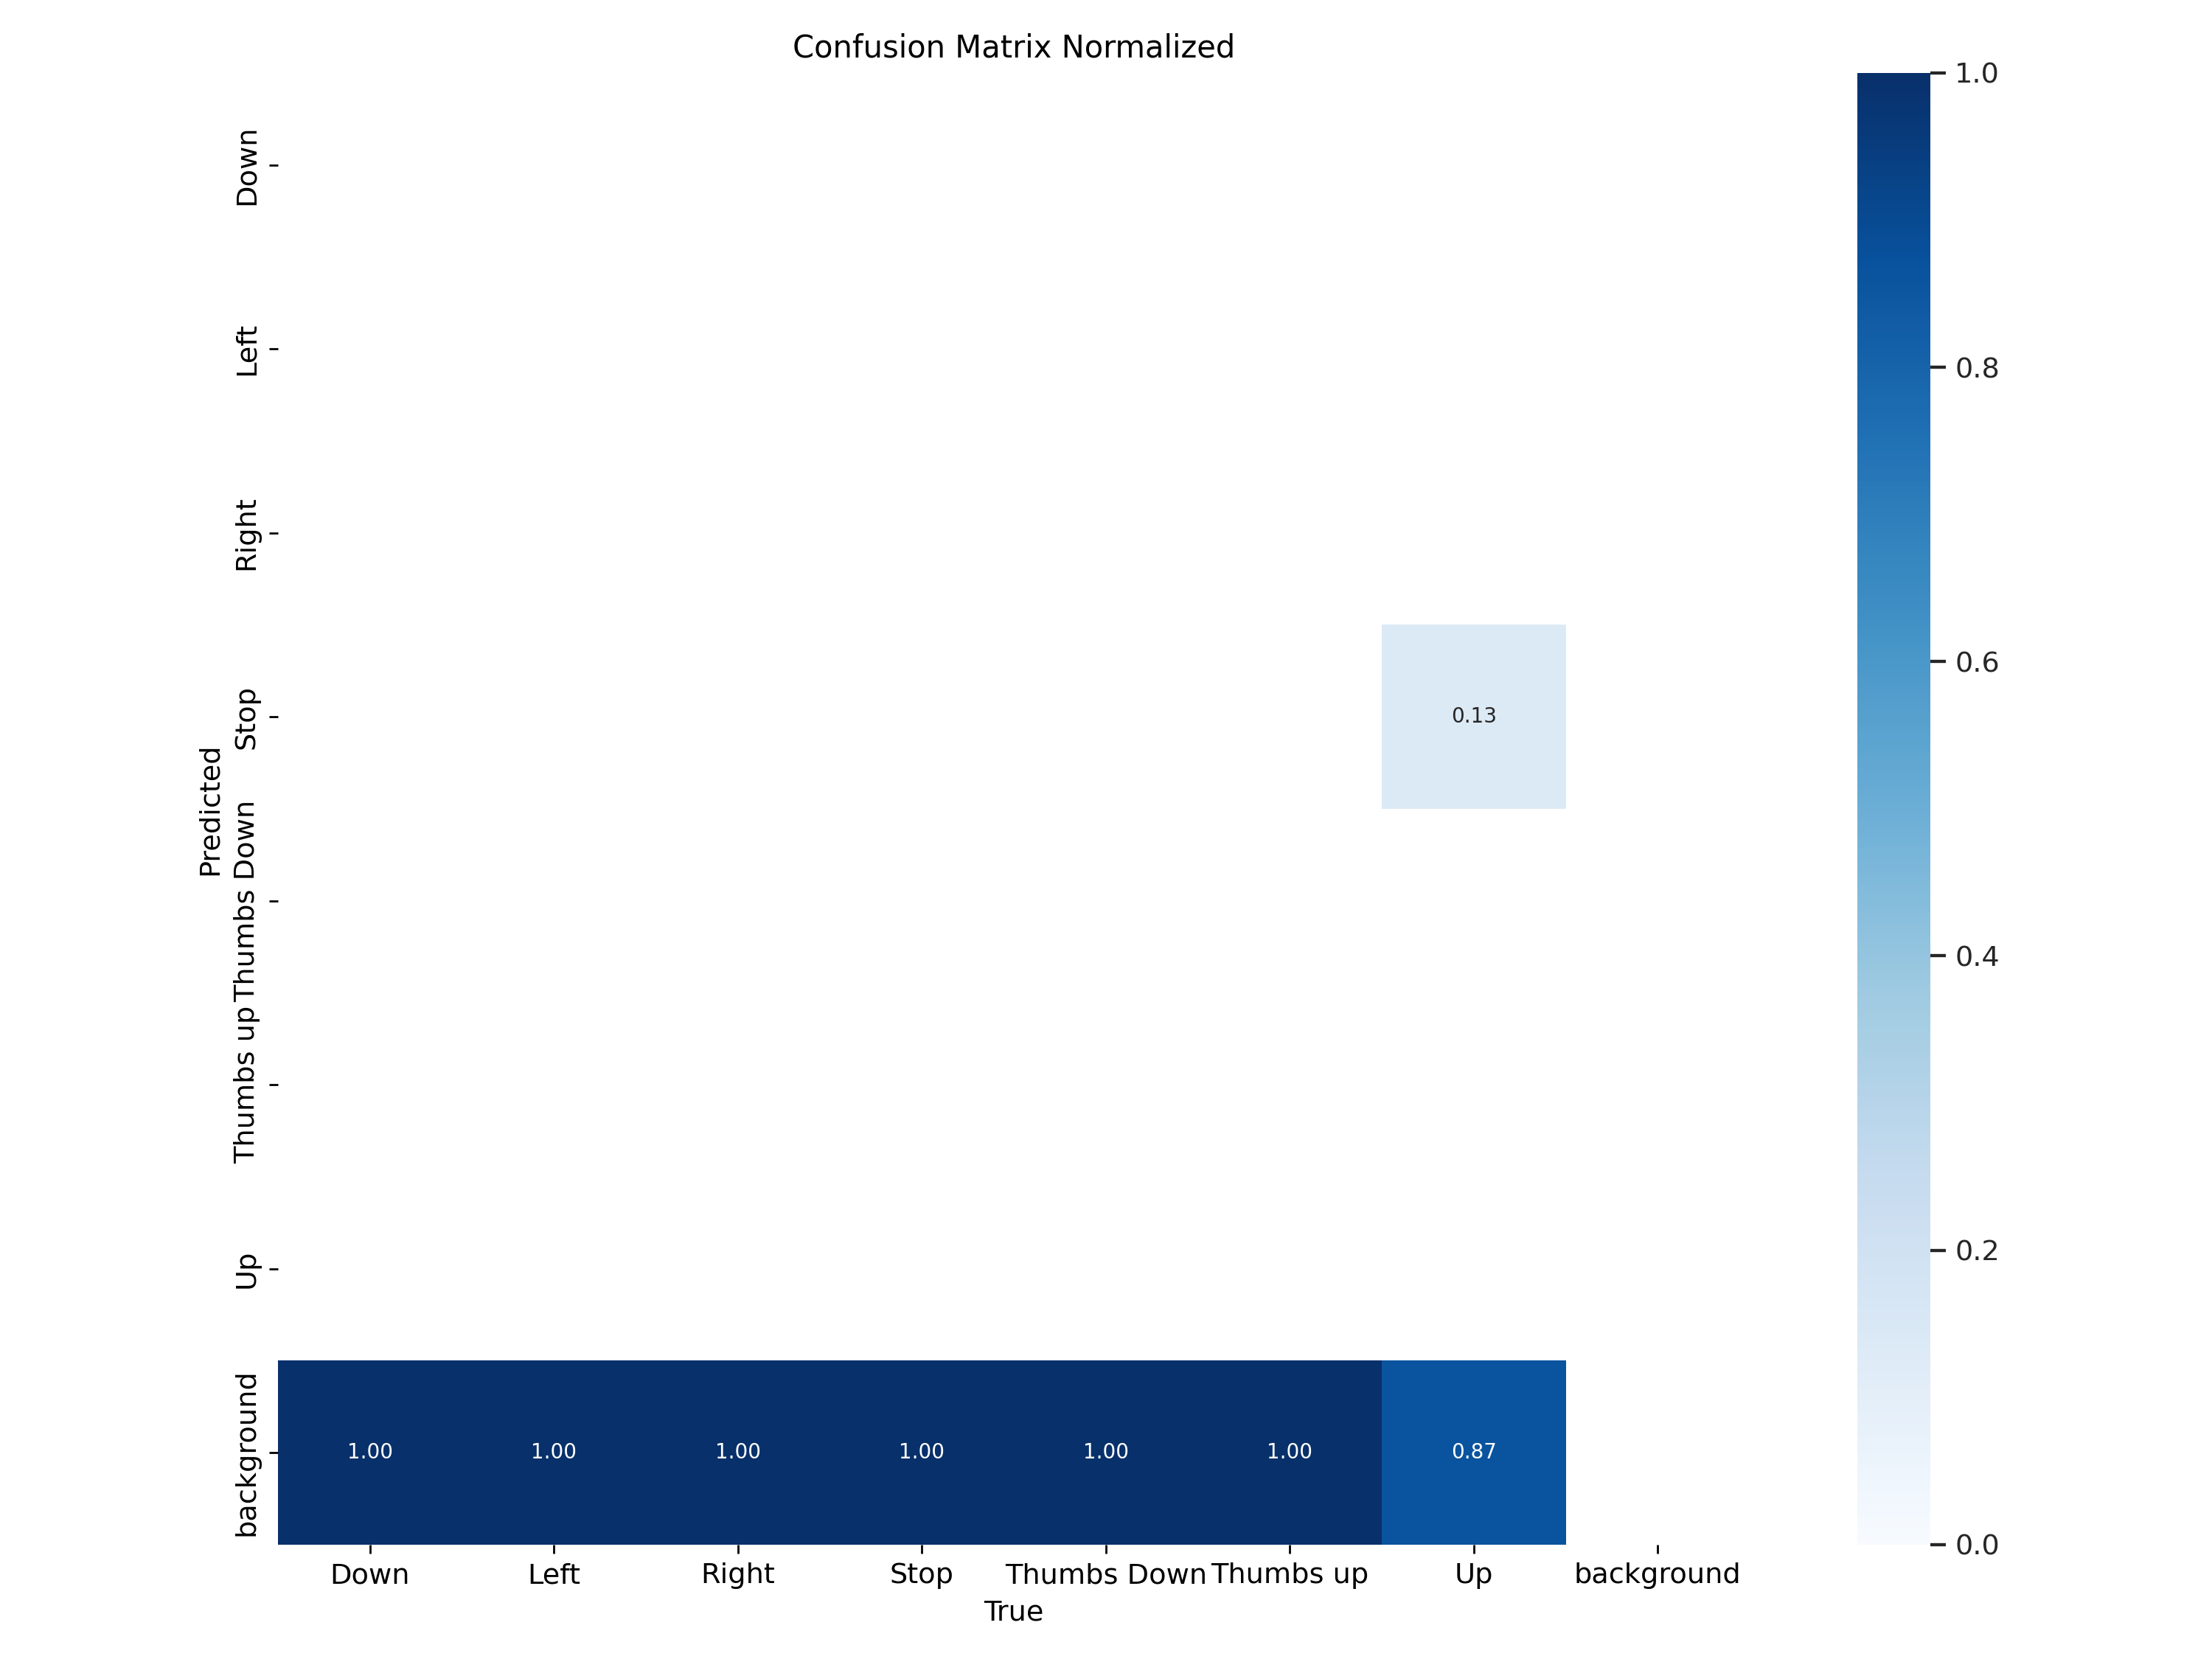 Confusion Matrix Normalized
1.0
0.8
0.6
0.4
0.2
0.0
Predicted
Down
Left
Right
Stop
Thumbs Down
Thumbs up
Up
background
0.13
1.00 1.00 1.00 1.00 1.00 1.00 0.87
Down Left Right Stop Thumbs Down Thumbs up Up background
True